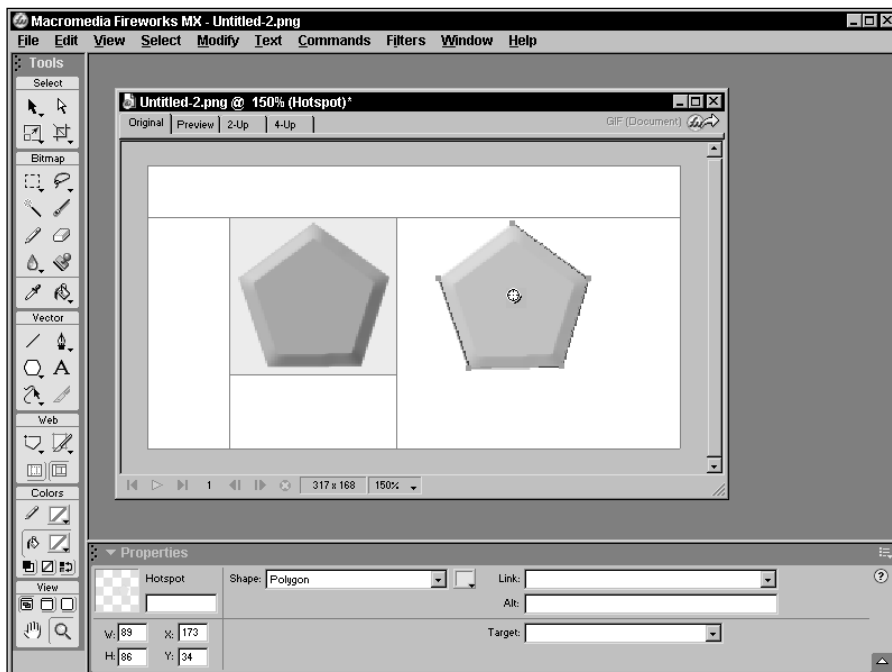 Macromedia Fireworks MX - Untitled-2.png
File Edit View Select Modify Text Commands Filters Window Help
Tools
Select
Bitmap
Vector
A
Web
Colors
View
Untitled-2.png @ 150% (Hotspot)*
Original Preview 2-Up 4-Up GIF (Document)
1 317 x 168 150%
Properties
Hotspot Shape: Polygon Link:
Alt:
W: 89 X: 173 Target:
H: 86 Y: 34
?